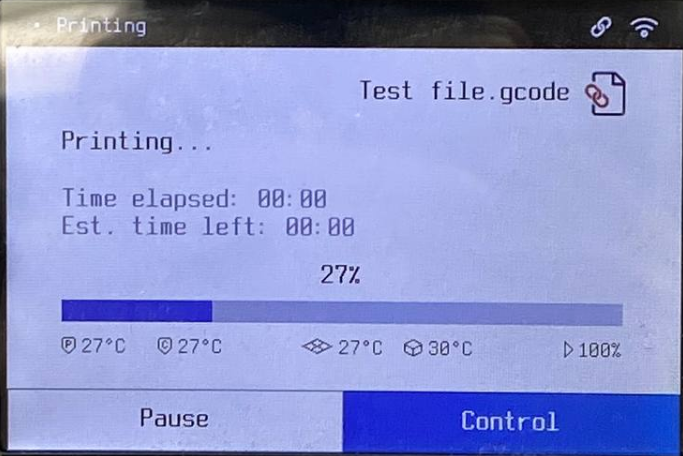 Printing
Test file.gcode
Printing...
Time elapsed: 00:00
Est. time left: 00:00
27%
P 27°C C 27°C 27°C 30°C 100%
Pause Control